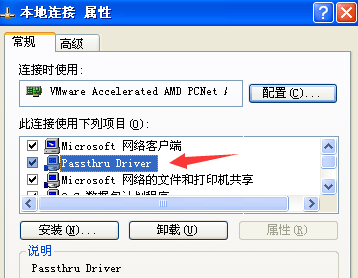 本地连接 属性
常规
高级
连接时使用:
VMware Accelerated AMD PCNet
配置(C)...
此连接使用下列项目(O):
Microsoft 网络客户端
Passthru Driver
Microsoft 网络的文件和打印机共享
安装(N)...
卸载(U)
属性(R)
说明
Passthru Driver